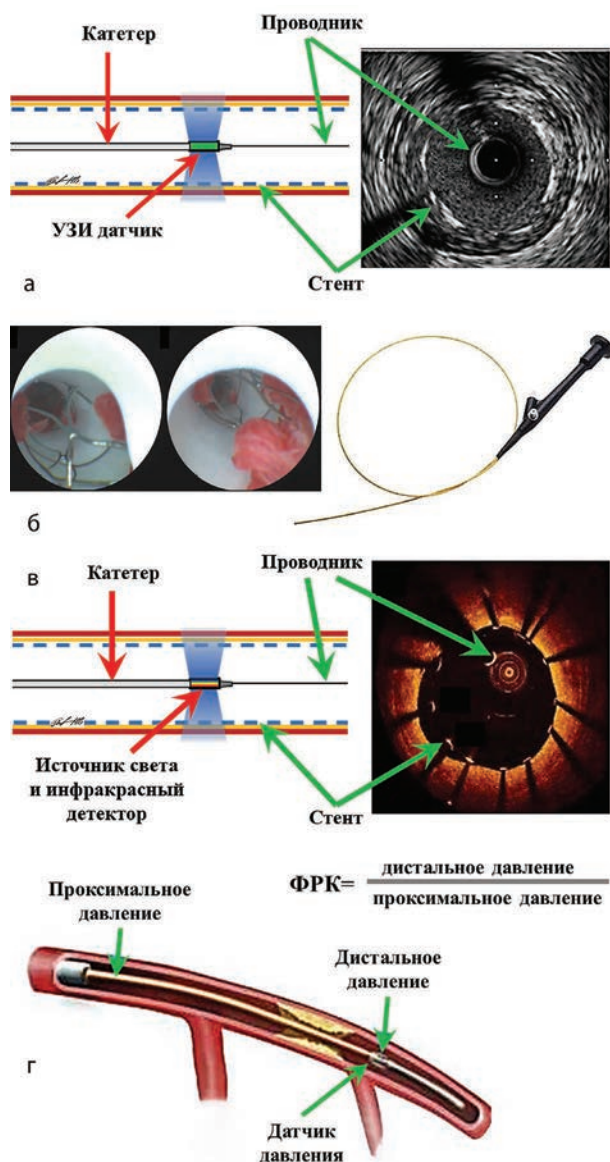 Катетер
Проводник
УЗИ датчик
Стент
а
б
в
Катетер
Проводник
Источник света
и инфракрасный
детектор
Стент
ФРК= дистальное давление
проксимальное давление
Проксимальное
давление
Дистальное
давление
г
Датчик
давления